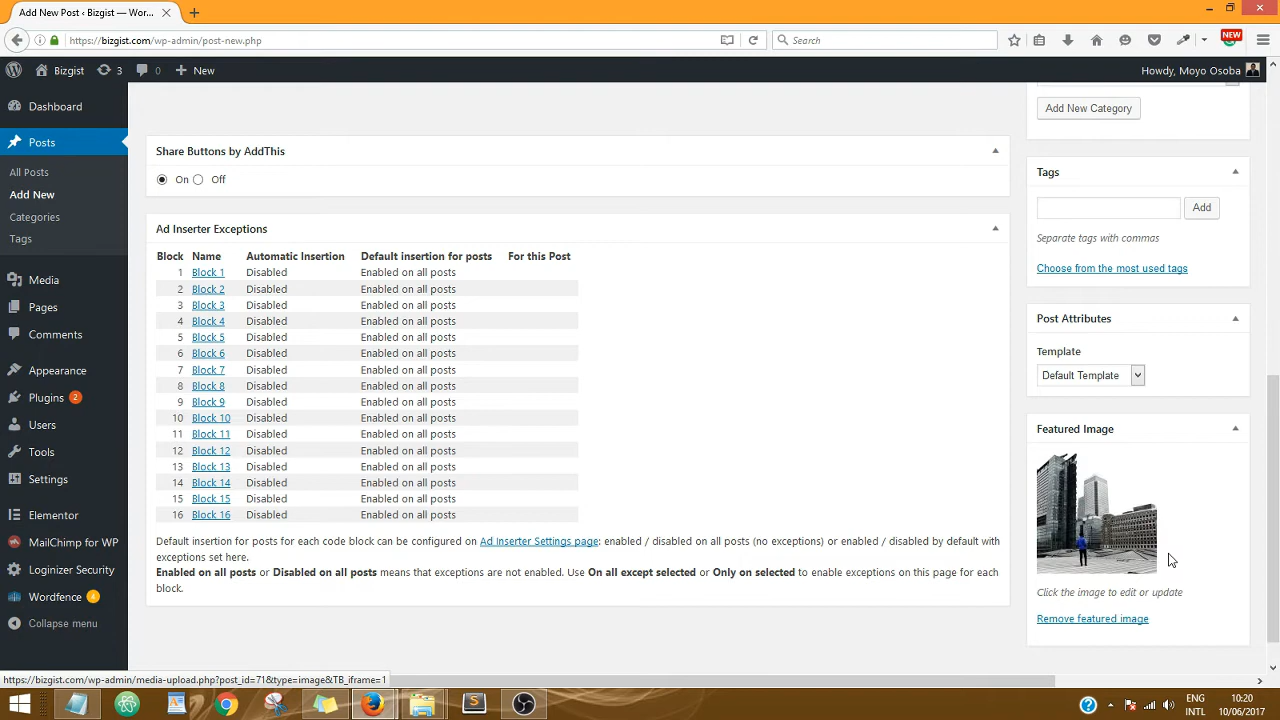 Add New Post ‹ Bizgist — Wor...
https://bizgist.com/wp-admin/post-new.php
Search
NEW
Bizgist
3
0
New
Howdy, Moyo Osoba
Dashboard
Posts
All Posts
Add New
Categories
Tags
Media
Pages
Comments
Appearance
Plugins 2
Users
Tools
Settings
Elementor
MailChimp for WP
Loginizer Security
Wordfence 4
Collapse menu
Share Buttons by AddThis
On
Off
Ad Inserter Exceptions
Block Name Automatic Insertion Default insertion for posts For this Post
1 Block 1 Disabled Enabled on all posts
2 Block 2 Disabled Enabled on all posts
3 Block 3 Disabled Enabled on all posts
4 Block 4 Disabled Enabled on all posts
5 Block 5 Disabled Enabled on all posts
6 Block 6 Disabled Enabled on all posts
7 Block 7 Disabled Enabled on all posts
8 Block 8 Disabled Enabled on all posts
9 Block 9 Disabled Enabled on all posts
10 Block 10 Disabled Enabled on all posts
11 Block 11 Disabled Enabled on all posts
12 Block 12 Disabled Enabled on all posts
13 Block 13 Disabled Enabled on all posts
14 Block 14 Disabled Enabled on all posts
15 Block 15 Disabled Enabled on all posts
16 Block 16 Disabled Enabled on all posts
Default insertion for posts for each code block can be configured on Ad Inserter Settings page: enabled / disabled on all posts (no exceptions) or enabled / disabled by default with
exceptions set here.
Enabled on all posts or Disabled on all posts means that exceptions are not enabled. Use On all except selected or Only on selected to enable exceptions on this page for each
block.
Add New Category
Tags
Add
Separate tags with commas
Choose from the most used tags
Post Attributes
Template
Default Template
Featured Image
Click the image to edit or update
Remove featured image
https://bizgist.com/wp-admin/media-upload.php?post_id=71&type=image&TB_iframe=1
ENG
INTL
10:20
10/06/2017